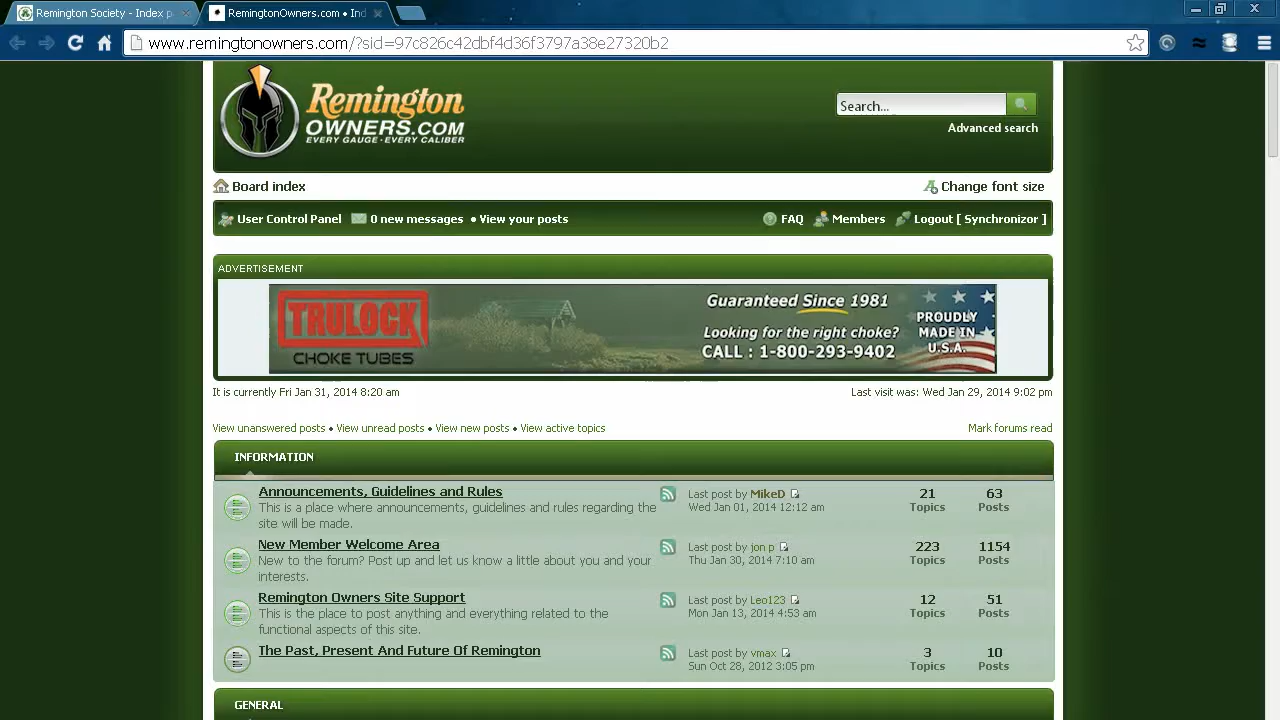 Remington Society - Index p
RemingtonOwners.com • Ind
www.remingtonowners.com/?sid=97c826c42dbf4d36f3797a38e27320b2
Remington
OWNERS.COM
EVERY GAUGE · EVERY CALIBER
Search...
Advanced search
Board index
Change font size
User Control Panel 0 new messages • View your posts
FAQ Members Logout [ Synchronizor ]
ADVERTISEMENT
TRULOCK
CHOKE TUBES
Guaranteed Since 1981
Looking for the right choke?
CALL : 1-800-293-9402
PROUDLY
MADE IN
U.S.A.
It is currently Fri Jan 31, 2014 8:20 am
Last visit was: Wed Jan 29, 2014 9:02 pm
View unanswered posts • View unread posts • View new posts • View active topics
Mark forums read
INFORMATION
Announcements, Guidelines and Rules
This is a place where announcements, guidelines and rules regarding the
site will be made.
Last post by MikeD
Wed Jan 01, 2014 12:12 am
21
Topics
63
Posts
New Member Welcome Area
New to the forum? Post up and let us know a little about you and your
interests.
Last post by jon p
Thu Jan 30, 2014 7:10 am
223
Topics
1154
Posts
Remington Owners Site Support
This is the place to post anything and everything related to the
functional aspects of this site.
Last post by Leo123
Mon Jan 13, 2014 4:53 am
12
Topics
51
Posts
The Past, Present And Future Of Remington
Last post by vmax
Sun Oct 28, 2012 3:05 pm
3
Topics
10
Posts
GENERAL